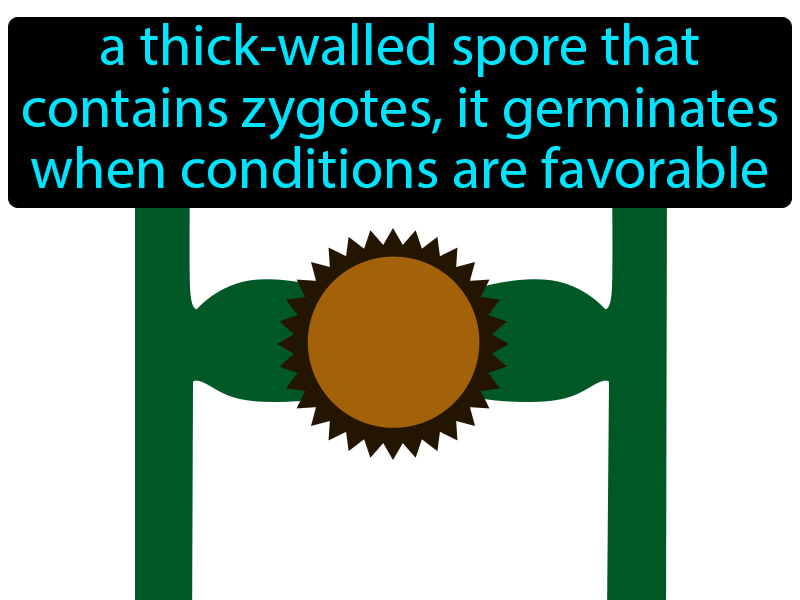 a thick-walled spore that
contains zygotes, it germinates
when conditions are favorable